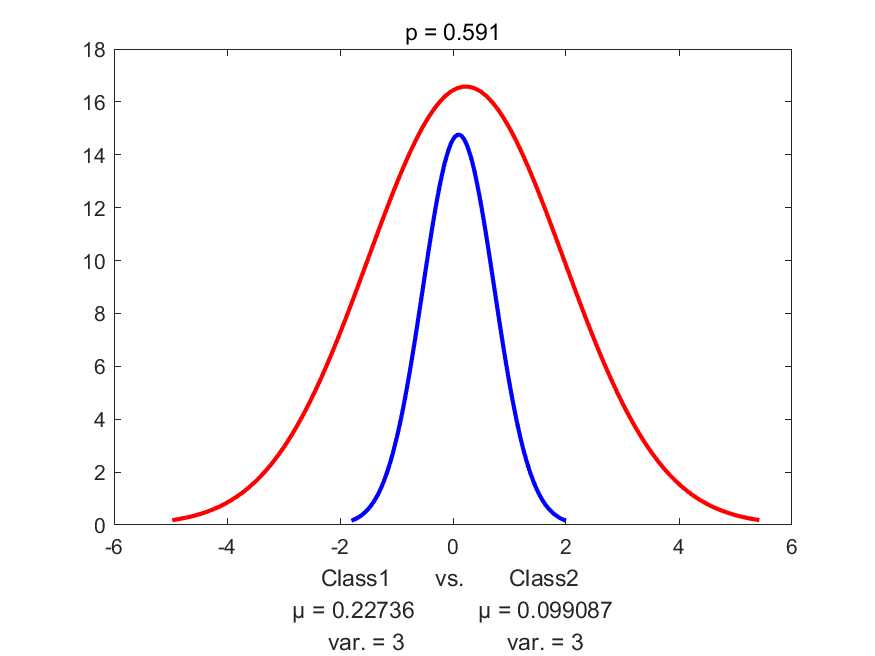 p = 0.591
18
16
14
12
10
8
6
4
2
0
-6 -4 -2 0 2 4 6
Class1 vs. Class2
μ = 0.22736 μ = 0.099087
var. = 3 var. = 3